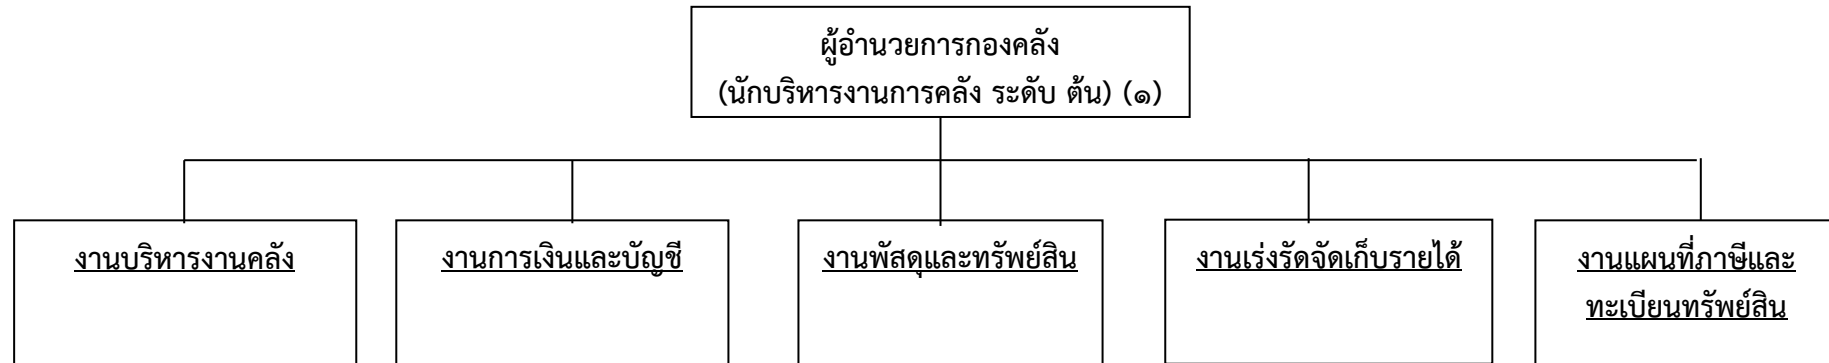 ผู้อำนวยการกองคลัง
(นักบริหารงานการคลัง ระดับ ต้น) (๑)
งานบริหารงานคลัง
งานการเงินและบัญชี
งานพัสดุและทรัพย์สิน
งานเร่งรัดจัดเก็บรายได้
งานแผนที่ภาษีและ
ทะเบียนทรัพย์สิน